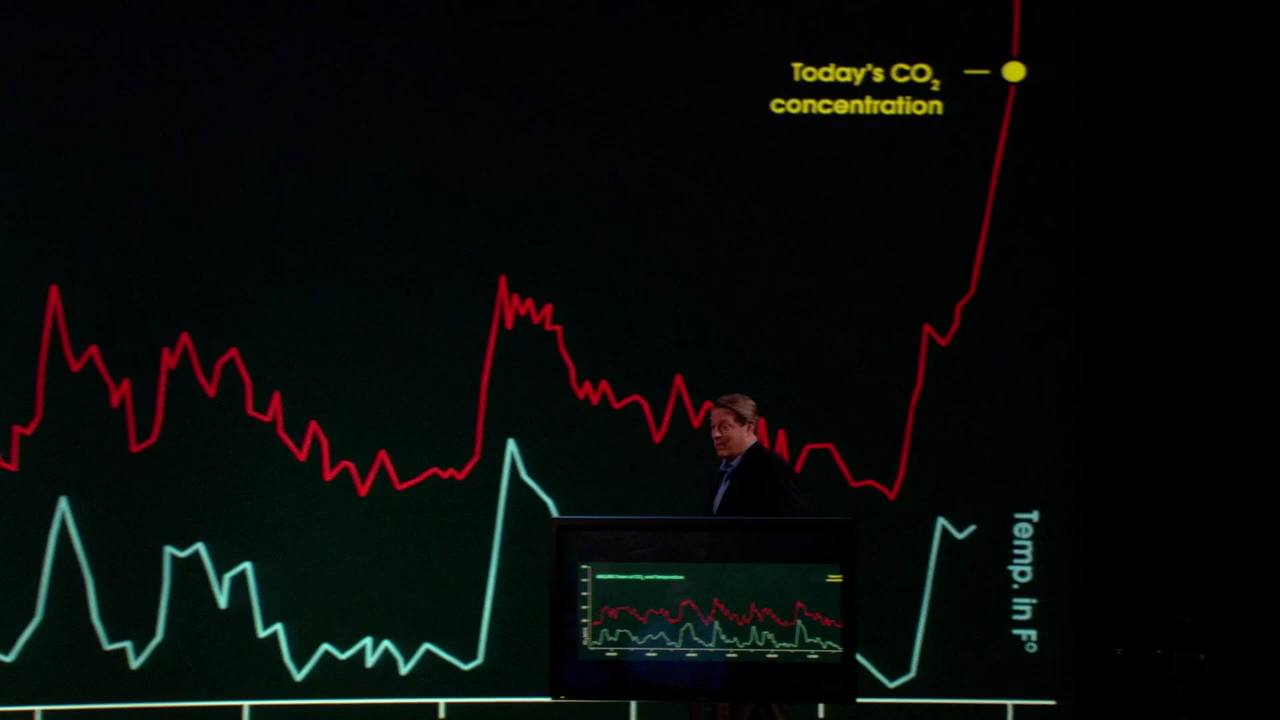 Today's CO₂
concentration
Temp. in F°